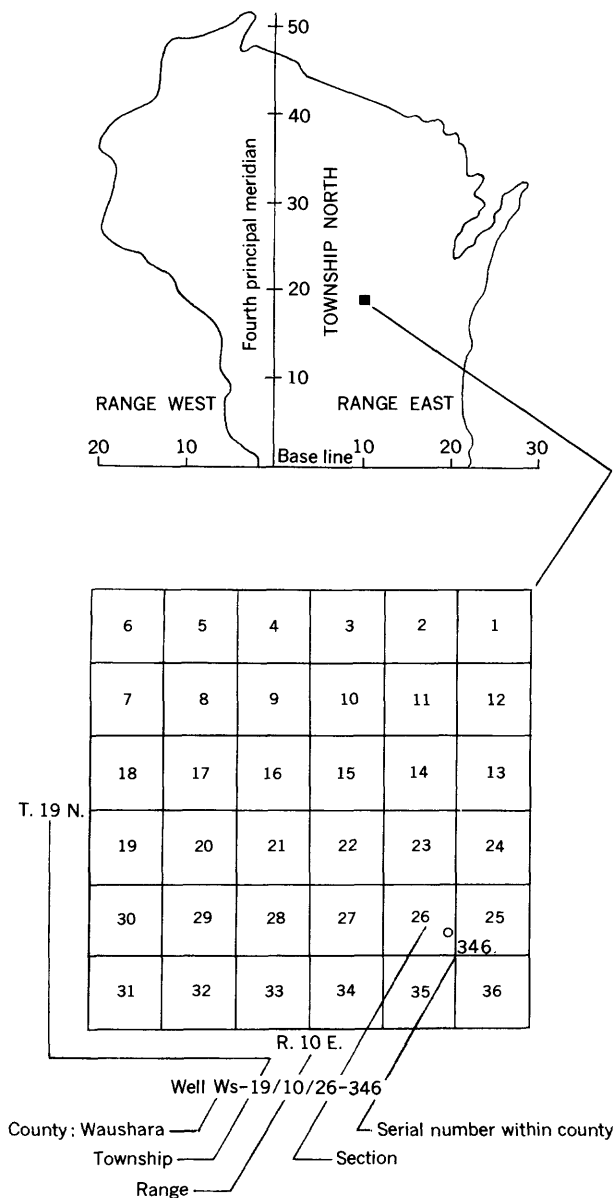 50
40
30
20
10
Fourth principal meridian
TOWNSHIP NORTH
RANGE WEST
RANGE EAST
20 10 Base line 10 20 30
6 5 4 3 2 1
7 8 9 10 11 12
18 17 16 15 14 13
T. 19 N.
19 20 21 22 23 24
30 29 28 27 26 25
346.
31 32 33 34 35 36
R. 10 E.
Well Ws-19/10/26-346
County: Waushara
Serial number within county
Township
Section
Range